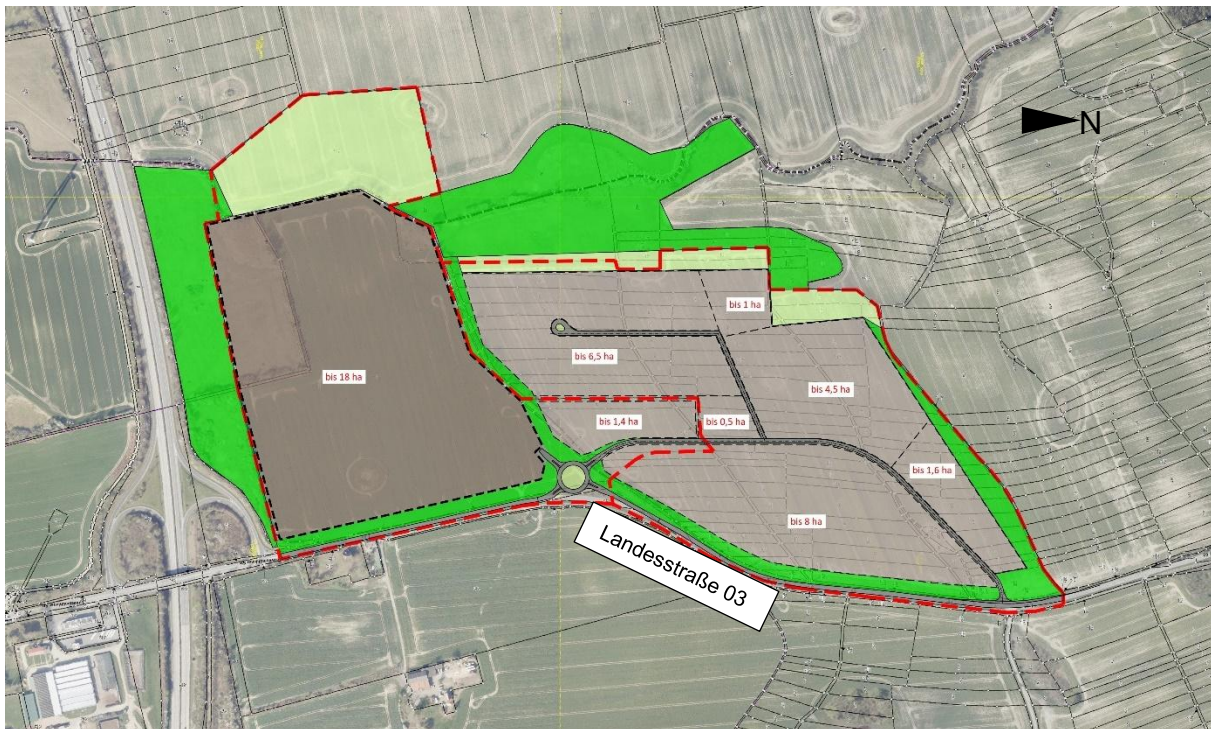 N
bis 1 ha
bis 6,5 ha
bis 18 ha
bis 4,5 ha
bis 1,4 ha
bis 0,5 ha
bis 1,6 ha
bis 8 ha
Landesstraße 03